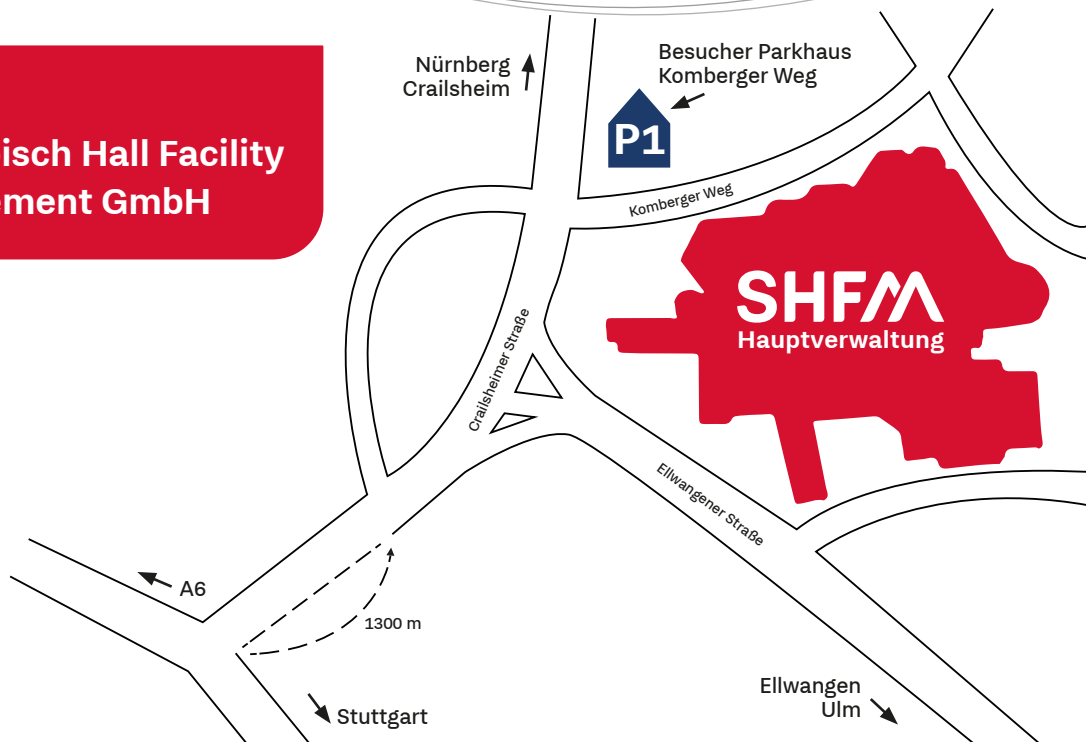 Nürnberg
Crailsheim
Besucher Parkhaus
Komberger Weg
P1
isch Hall Facility
ement GmbH
Komberger Weg
SHFM
Hauptverwaltung
Crailsheimer Straße
Ellwangener Straße
A6
1300 m
Stuttgart
Ellwangen
Ulm